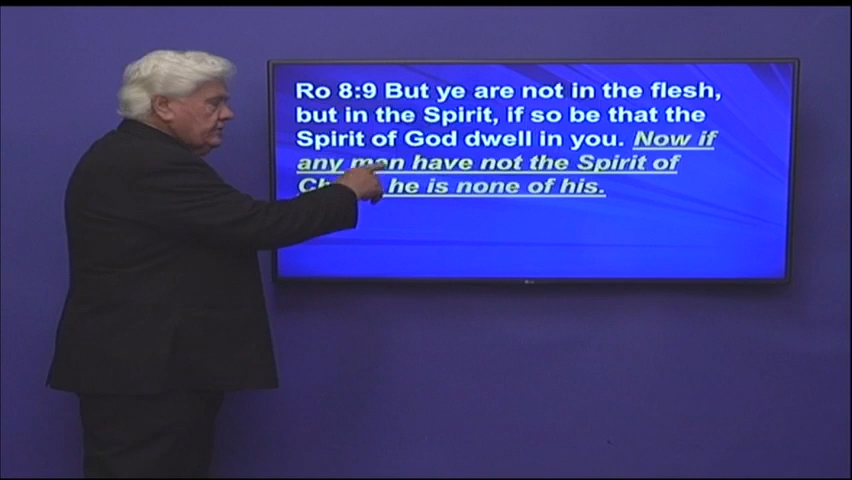 Ro 8:9 But ye are not in the flesh,
but in the Spirit, if so be that the
Spirit of God dwell in you. Now if
any man have not the Spirit of
he is none of his.